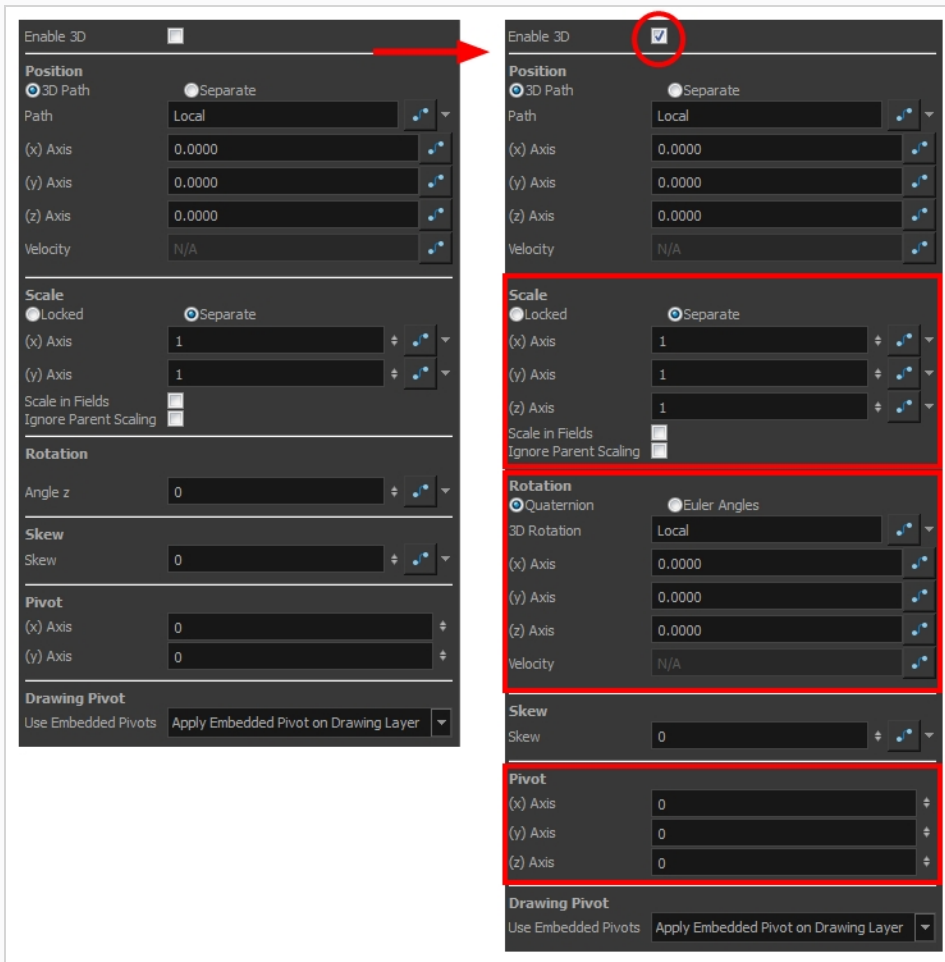 Enable 3D
Position
3D Path Separate
Path Local
(x) Axis 0.0000
(y) Axis 0.0000
(z) Axis 0.0000
Velocity N/A
Scale
Locked Separate
(x) Axis 1
(y) Axis 1
Scale in Fields
Ignore Parent Scaling
Rotation
Angle z 0
Skew
Skew 0
Pivot
(x) Axis 0
(y) Axis 0
Drawing Pivot
Use Embedded Pivots Apply Embedded Pivot on Drawing Layer
Enable 3D
Position
3D Path Separate
Path Local
(x) Axis 0.0000
(y) Axis 0.0000
(z) Axis 0.0000
Velocity N/A
Scale
Locked Separate
(x) Axis 1
(y) Axis 1
(z) Axis 1
Scale in Fields
Ignore Parent Scaling
Rotation
Quaternion Euler Angles
3D Rotation Local
(x) Axis 0.0000
(y) Axis 0.0000
(z) Axis 0.0000
Velocity N/A
Skew
Skew 0
Pivot
(x) Axis 0
(y) Axis 0
(z) Axis 0
Drawing Pivot
Use Embedded Pivots Apply Embedded Pivot on Drawing Layer